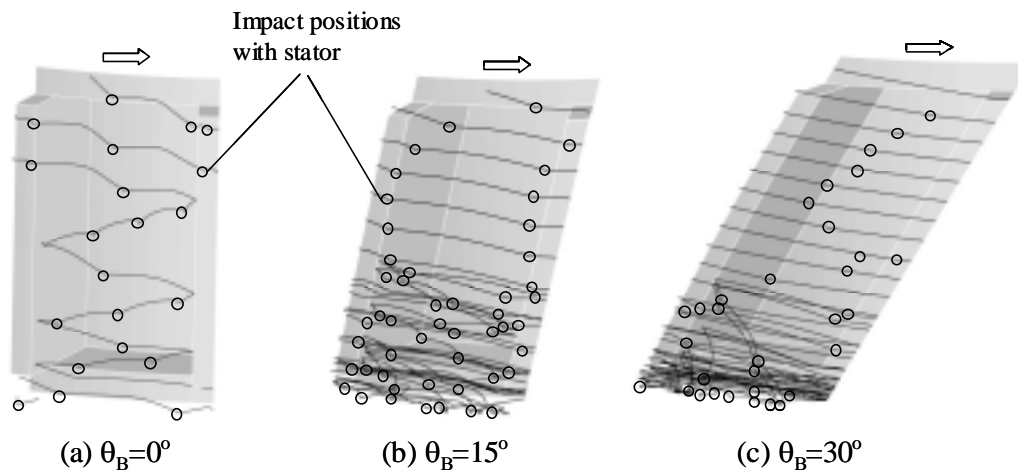 Impact positions
with stator
(a) θB=0º
(b) θB=15º
(c) θB=30º